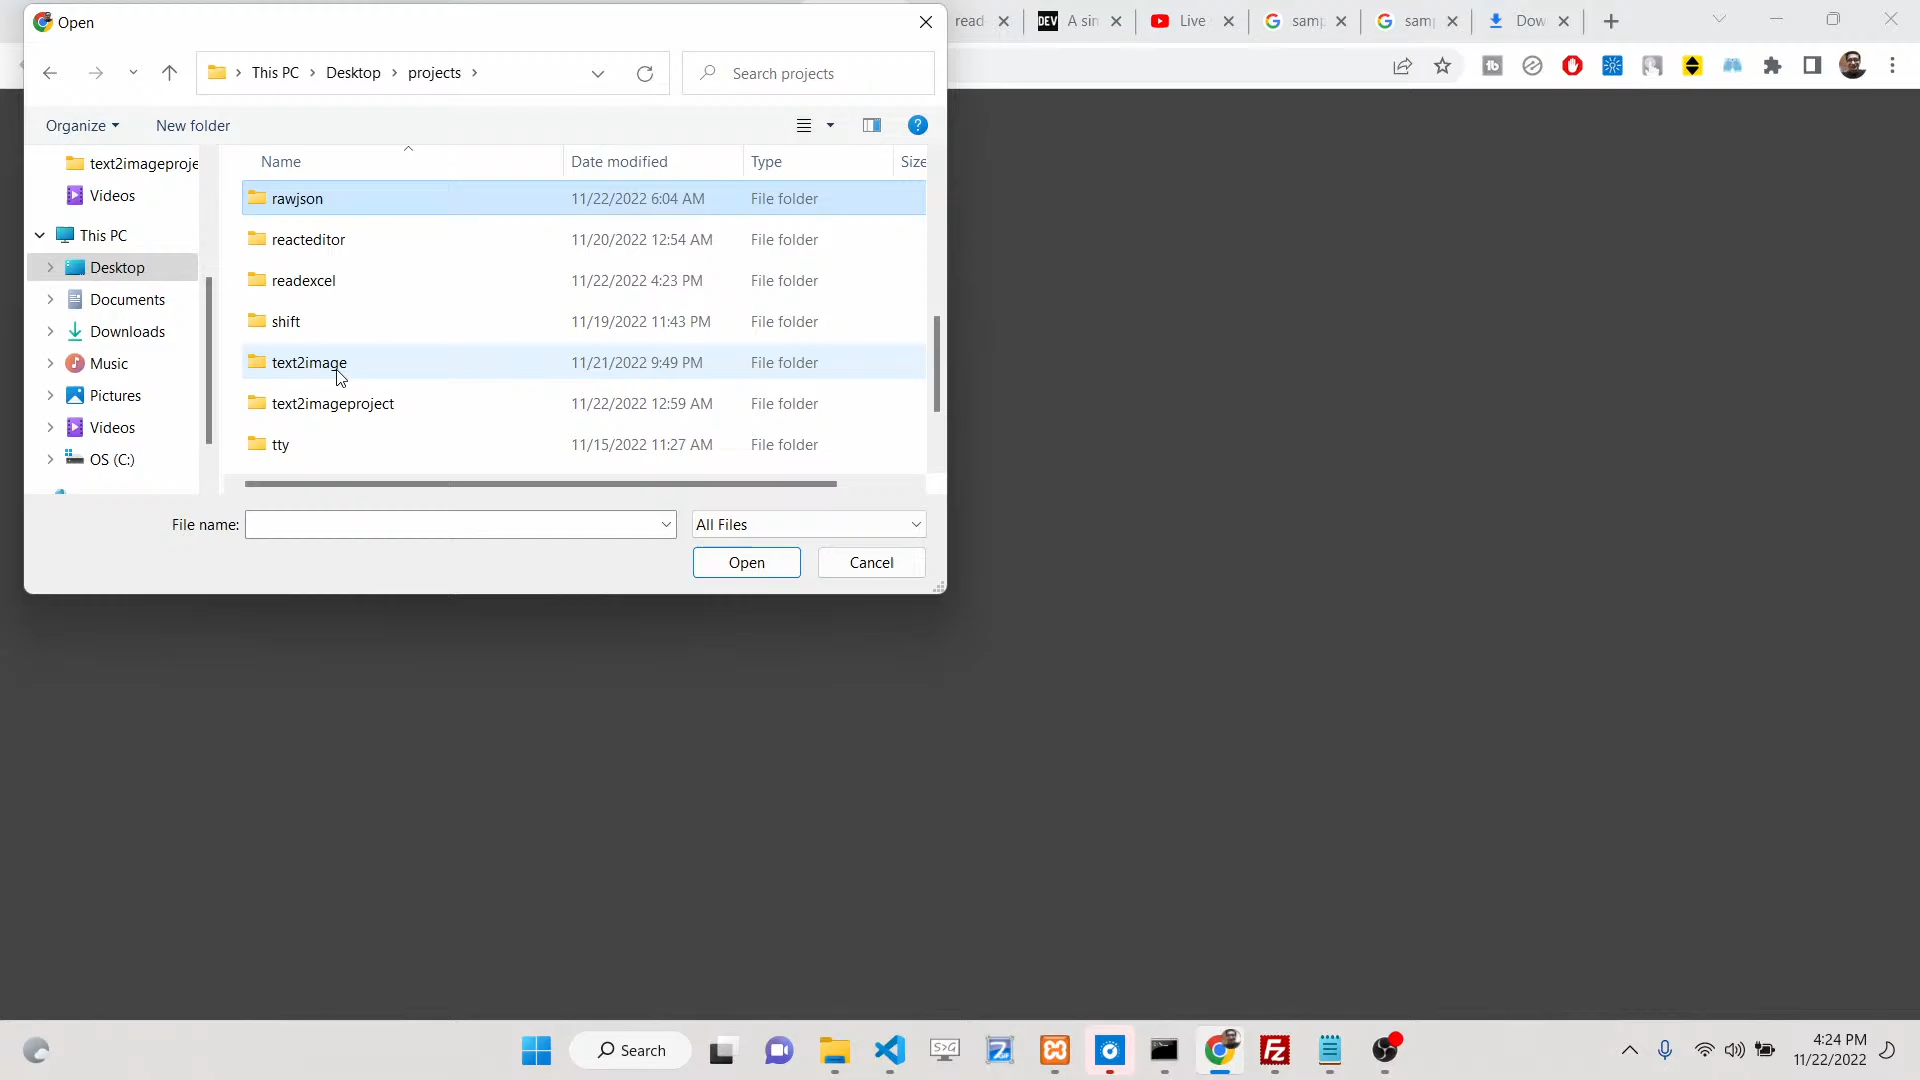 Open
read
DEV
A sin
Live
sam
sam
Dow
This PC
Desktop
projects
Search projects
tb
Organize
New folder
?
Name
Date modified
Type
Size
text2imageproje
Videos
This PC
Desktop
Documents
Downloads
Music
Pictures
Videos
OS (C:)
rawjson 11/22/2022 6:04 AM File folder
reacteditor 11/20/2022 12:54 AM File folder
readexcel 11/22/2022 4:23 PM File folder
shift 11/19/2022 11:43 PM File folder
text2image 11/21/2022 9:49 PM File folder
text2imageproject 11/22/2022 12:59 AM File folder
tty 11/15/2022 11:27 AM File folder
File name:
All Files
Open
Cancel
Search
4:24 PM
11/22/2022